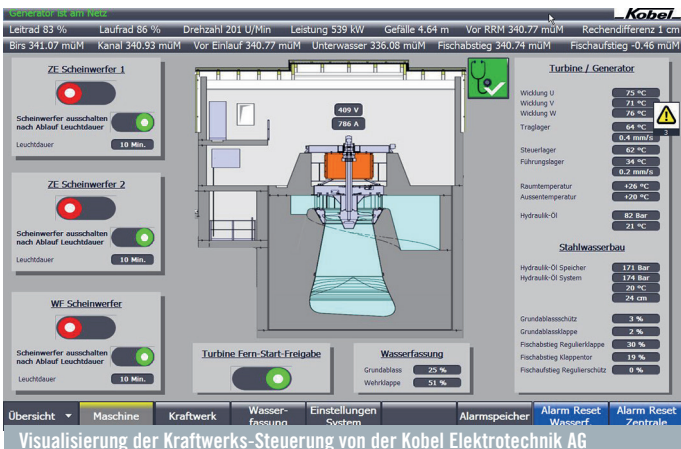 Generator ist am Netz
Kobel
Leitrad 83 % Laufrad 86 % Drehzahl 201 U/Min Leistung 539 kW Gefälle 4.64 m Vor RRM 340.77 müM Rechendifferenz 1 cm
Birs 341.07 müM Kanal 340.93 müM Vor Einlauf 340.77 müM Unterwasser 336.08 müM Fischabstieg 340.74 müM Fischaufstieg -0.46 müM
ZE Scheinwerfer 1
Scheinwerfer ausschalten
nach Ablauf Leuchtdauer
Leuchtdauer 10 Min.
ZE Scheinwerfer 2
Scheinwerfer ausschalten
nach Ablauf Leuchtdauer
Leuchtdauer 10 Min.
WF Scheinwerfer
Scheinwerfer ausschalten
nach Ablauf Leuchtdauer
Leuchtdauer 10 Min.
409 V
786 A
Turbine Fern-Start-Freigabe
Wasserfassung
Grundablass 25 %
Wehrklappe 51 %
Turbine / Generator
Wicklung U 75 °C
Wicklung V 71 °C
Wicklung W 76 °C
Traglager 64 °C
0.4 mm/s
Steuerlager 62 °C
Führungslager 34 °C
0.2 mm/s
Raumtemperatur +26 °C
Aussentemperatur +20 °C
Hydraulik-Öl 82 Bar
21 °C
3
Stahlwasserbau
Hydraulik-Öl Speicher 171 Bar
Hydraulik-Öl System 174 Bar
20 °C
24 cm
Grundablassschütz 3 %
Grundablassklappe 2 %
Fischabstieg Regulierklappe 30 %
Fischabstieg Klappentor 19 %
Fischaufstieg Regulierschütz 0 %
Übersicht Maschine Kraftwerk Wasser-fassung Einstellungen System Alarmspeicher Alarm Reset Wasserf. Alarm Reset Zentrale
Visualisierung der Kraftwerks-Steuerung von der Kobel Elektrotechnik AG